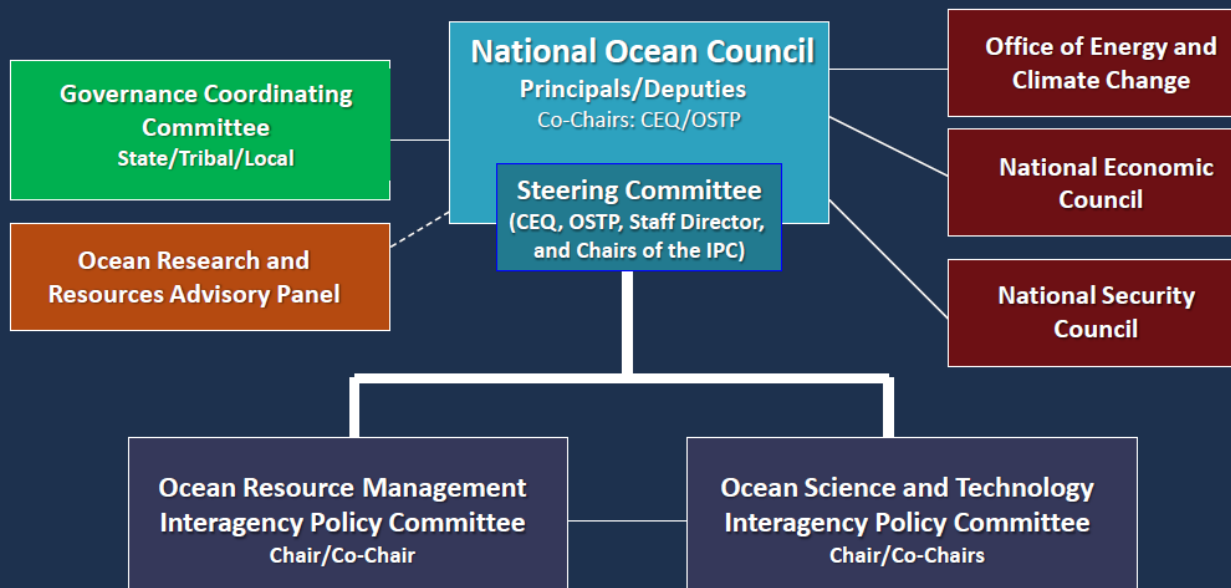 National Ocean Council
Principals/Deputies
Co-Chairs: CEQ/OSTP
Steering Committee
(CEQ, OSTP, Staff Director,
and Chairs of the IPC)
Governance Coordinating
Committee
State/Tribal/Local
Ocean Research and
Resources Advisory Panel
Office of Energy and
Climate Change
National Economic
Council
National Security
Council
Ocean Resource Management
Interagency Policy Committee
Chair/Co-Chair
Ocean Science and Technology
Interagency Policy Committee
Chair/Co-Chairs